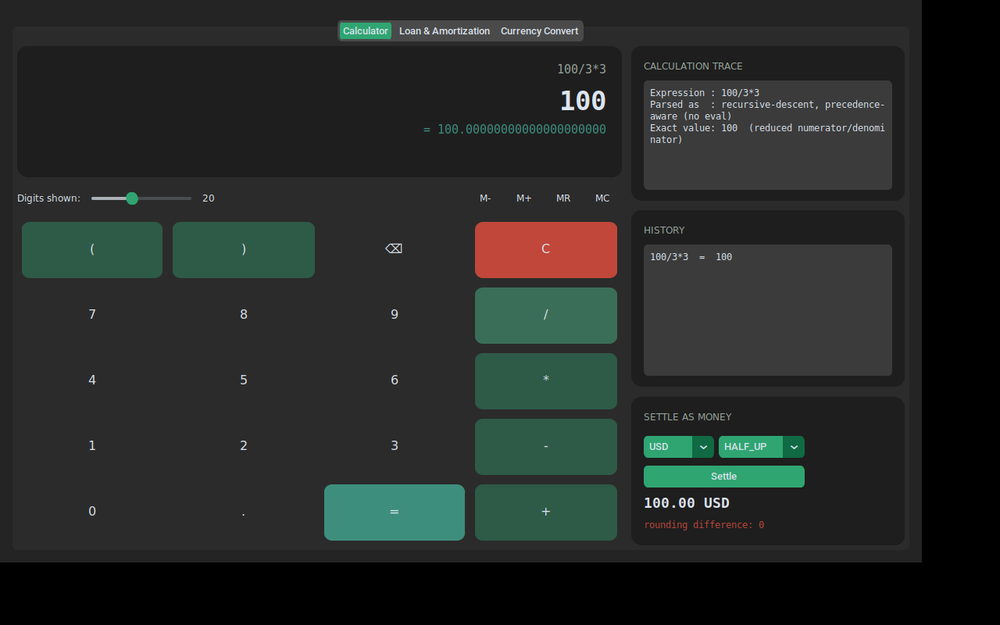 Calculator Loan & Amortization Currency Convert
100/3*3
100
= 100.00000000000000000000
Digits shown: 20 M- M+ MR MC
( ) ⌫ C
7 8 9 /
4 5 6 *
1 2 3 -
0 . = +
CALCULATION TRACE
Expression : 100/3*3
Parsed as  : recursive-descent, precedence-
aware (no eval)
Exact value: 100  (reduced numerator/denomi
nator)
HISTORY
100/3*3  =  100
SETTLE AS MONEY
USD HALF_UP
Settle
100.00 USD
rounding difference: 0